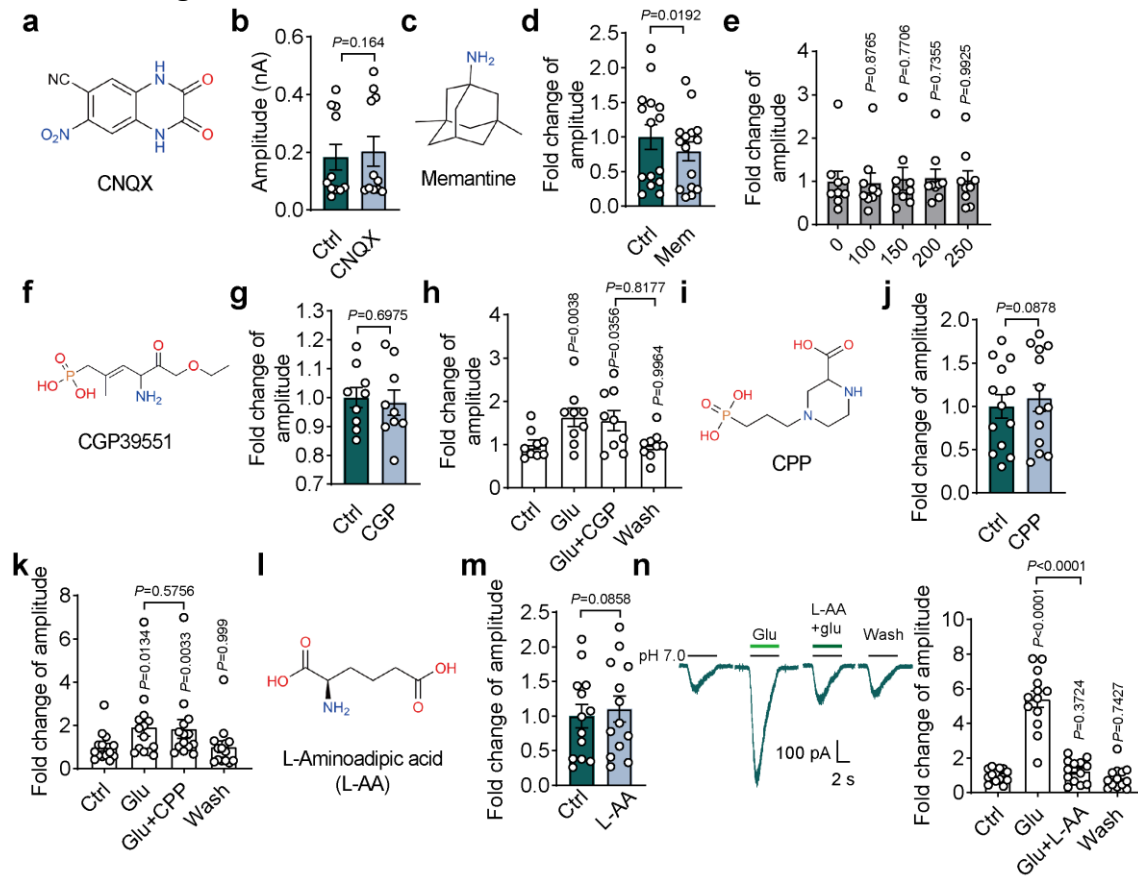 a
CNQX
NC
O₂N
H
N
O
O
N
H
b
Amplitude (nA)
0.6
0.4
0.2
0.0
P=0.164
Ctrl
CNQX
c
NH₂
Memantine
d
Fold change of
amplitude
2.5
2.0
1.5
1.0
0.5
0.0
P=0.0192
Ctrl
Mem
e
Fold change of
amplitude
4
3
2
1
0
P=0.8765
P=0.7706
P=0.7355
P=0.9925
0
100
150
200
250
f
O
HO
P
OH
NH₂
O
O
CGP39551
g
Fold change of
amplitude
1.3
1.2
1.1
1.0
0.9
0.8
0.7
P=0.6975
Ctrl
CGP
h
Fold change of
amplitude
4
3
2
1
0
P=0.0038
P=0.0356
P=0.8177
P=0.9964
Ctrl
Glu
Glu+CGP
Wash
i
HO
O
NH
N
O
OH
P
HO
CPP
j
Fold change of amplitude
2.0
1.5
1.0
0.5
0.0
P=0.0878
Ctrl
CPP
k
Fold change of amplitude
8
6
4
2
0
P=0.5756
P=0.0134
P=0.0033
P=0.999
Ctrl
Glu
Glu+CPP
Wash
l
O
HO
NH₂
OH
O
L-Aminoadipic acid
(L-AA)
m
Fold change of amplitude
2.5
2.0
1.5
1.0
0.5
0.0
P=0.0858
Ctrl
L-AA
n
pH 7.0
Glu
L-AA
+glu
Wash
100 pA
2 s
Fold change of amplitude
10
8
6
4
2
0
P<0.0001
P<0.0001
P=0.3724
P=0.7427
Ctrl
Glu
Glu+L-AA
Wash